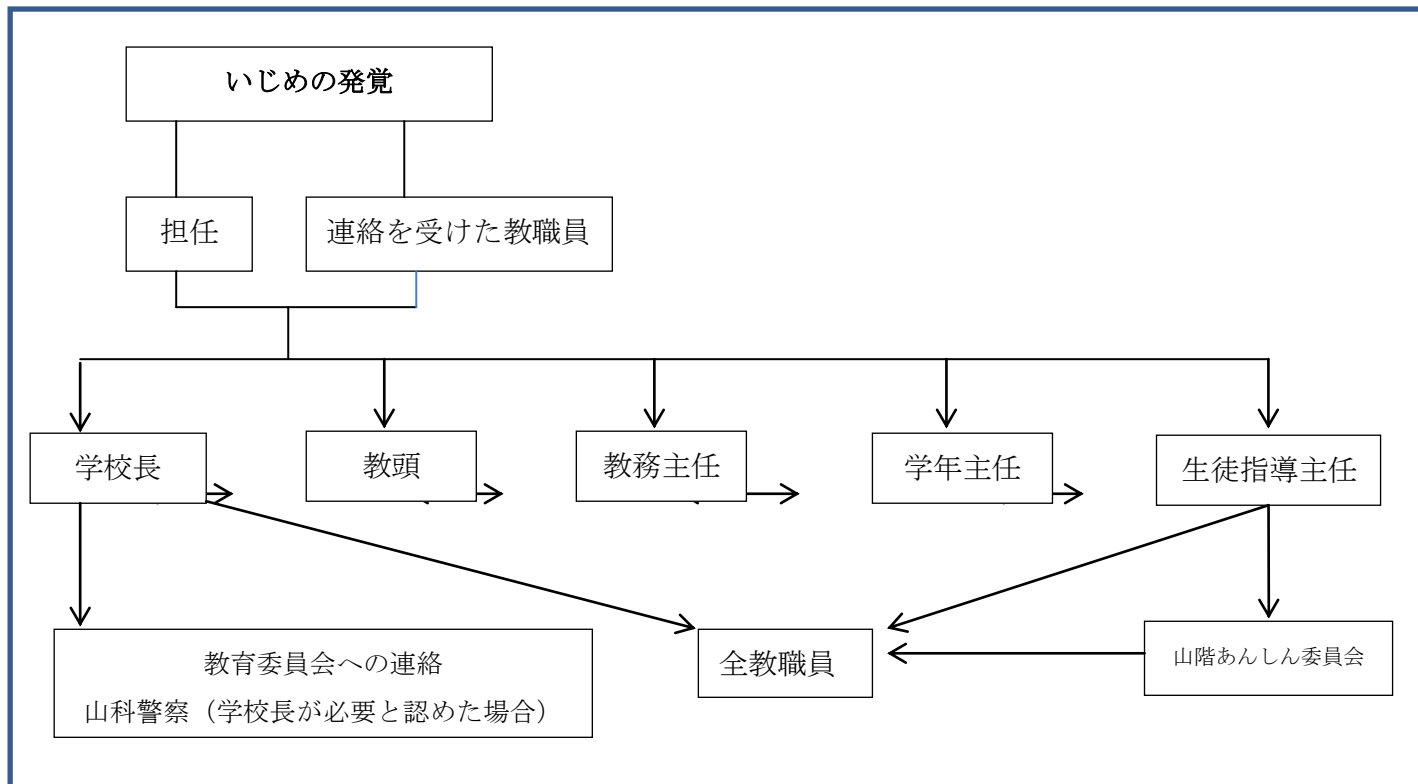 いじめの発覚
担任
連絡を受けた教職員
学校長
教頭
教務主任
学年主任
生徒指導主任
教育委員会への連絡
山科警察（学校長が必要と認めた場合）
全教職員
山階あんしん委員会